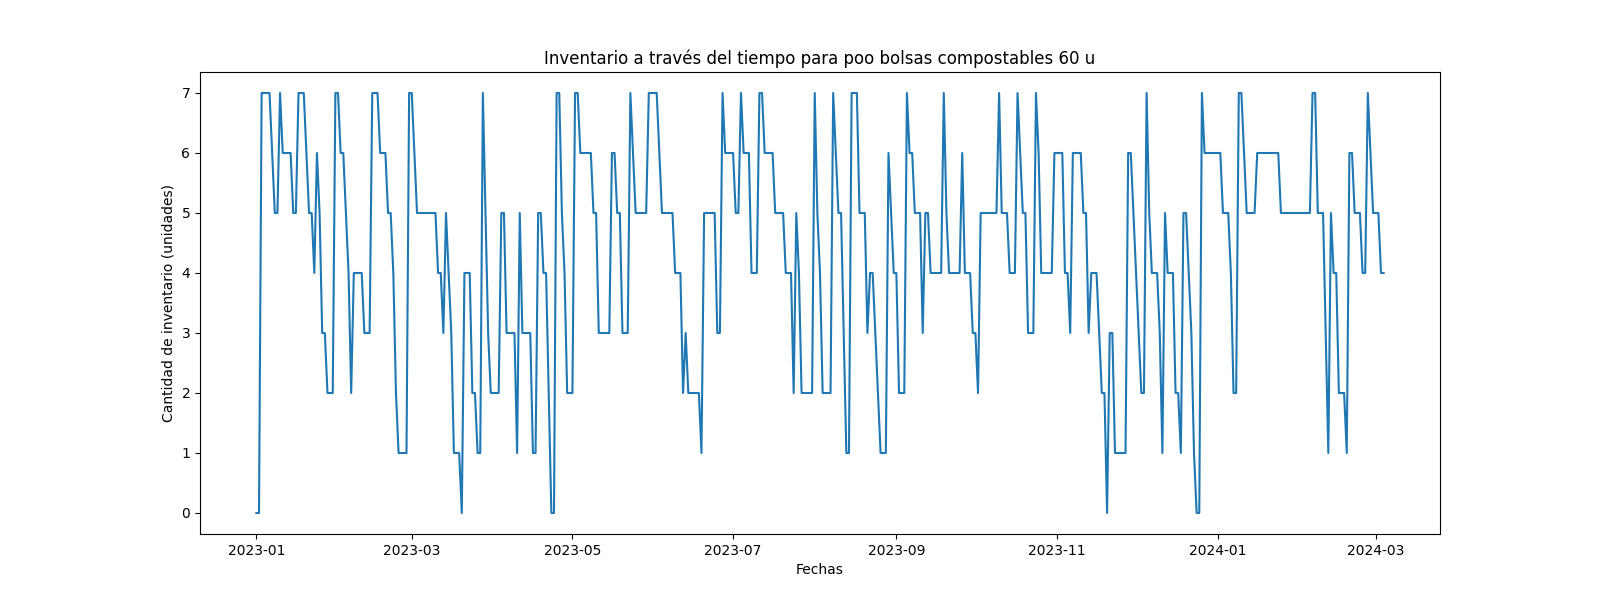 Inventario a través del tiempo para poo bolsas compostables 60 u
Cantidad de inventario (unidades)
7
6
5
4
3
2
1
0
2023-01 2023-03 2023-05 2023-07 2023-09 2023-11 2024-01 2024-03
Fechas